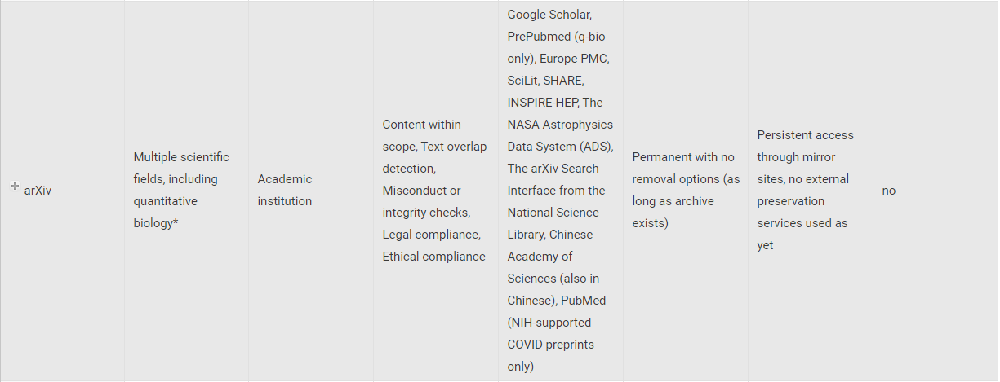 arXiv
Multiple scientific
fields, including
quantitative
biology*
Academic
institution
Content within
scope, Text overlap
detection,
Misconduct or
integrity checks,
Legal compliance,
Ethical compliance
Google Scholar,
PrePubmed (q-bio
only), Europe PMC,
SciLit, SHARE,
INSPIRE-HEP, The
NASA Astrophysics
Data System (ADS),
The arXiv Search
Interface from the
National Science
Library, Chinese
Academy of
Sciences (also in
Chinese), PubMed
(NIH-supported
COVID preprints
only)
Permanent with no
removal options (as
long as archive
exists)
Persistent access
through mirror
sites, no external
preservation
services used as
yet
no